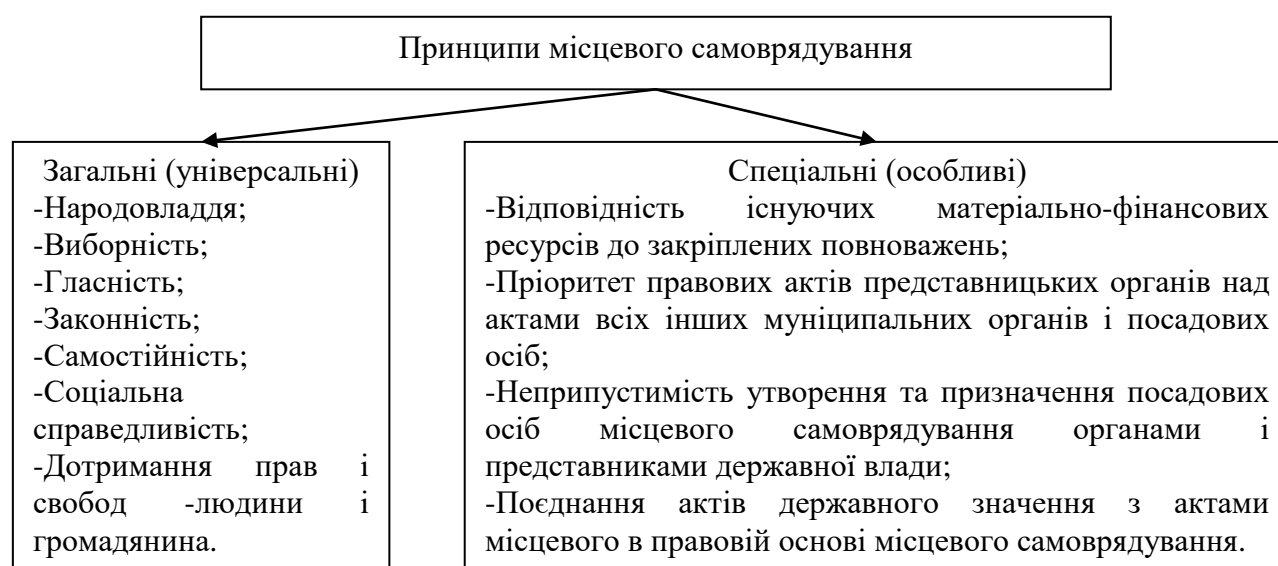 Принципи місцевого самоврядування
Загальні (універсальні)
-Народовладдя;
-Виборність;
-Гласність;
-Законність;
-Самостійність;
-Соціальна
справедливість;
-Дотримання прав і
свобод -людини і
громадянина.
Спеціальні (особливі)
-Відповідність існуючих матеріально-фінансових
ресурсів до закріплених повноважень;
-Пріоритет правових актів представницьких органів над
актами всіх інших муніципальних органів і посадових
осіб;
-Неприпустимість утворення та призначення посадових
осіб місцевого самоврядування органами і
представниками державної влади;
-Поєднання актів державного значення з актами
місцевого в правовій основі місцевого самоврядування.